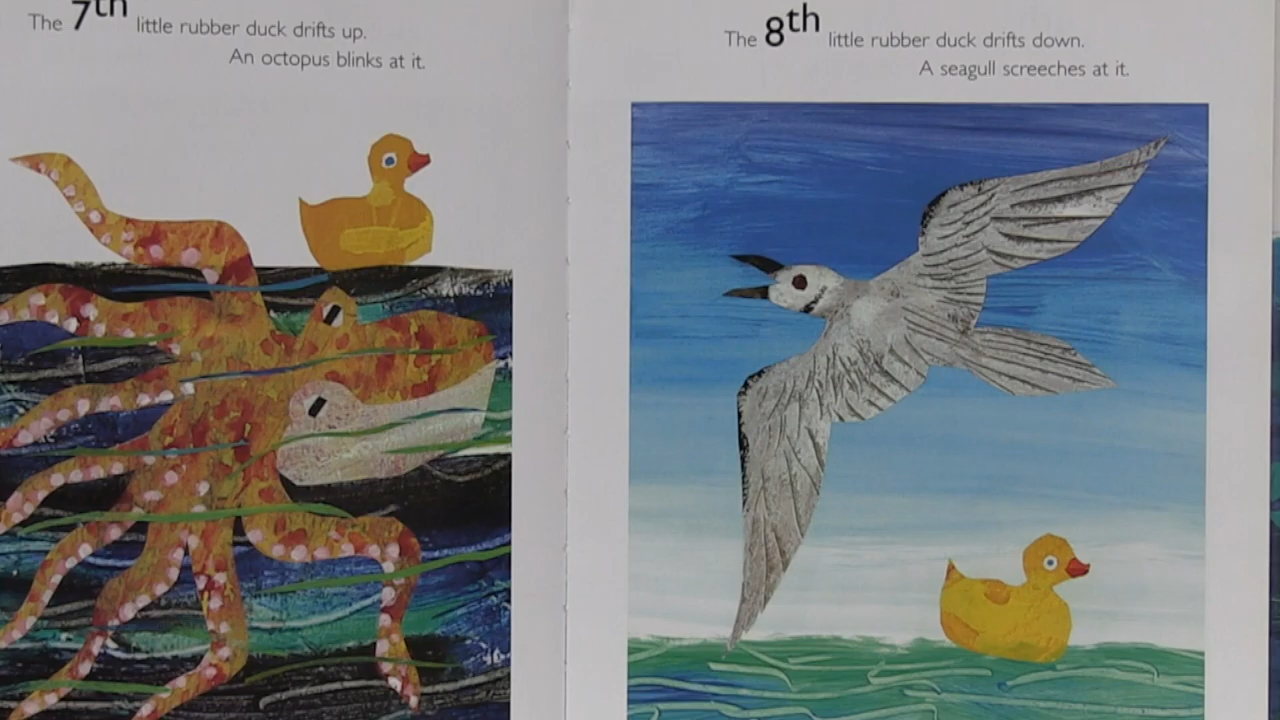 The 7th little rubber duck drifts up.
An octopus blinks at it.
The 8th little rubber duck drifts down.
A seagull screeches at it.